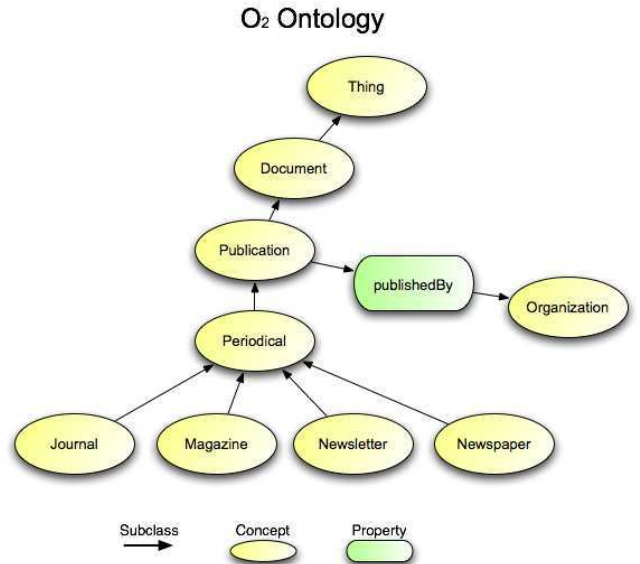 O₂ Ontology
Thing
Document
Publication
publishedBy
Organization
Periodical
Journal
Magazine
Newsletter
Newspaper
Subclass
Concept
Property